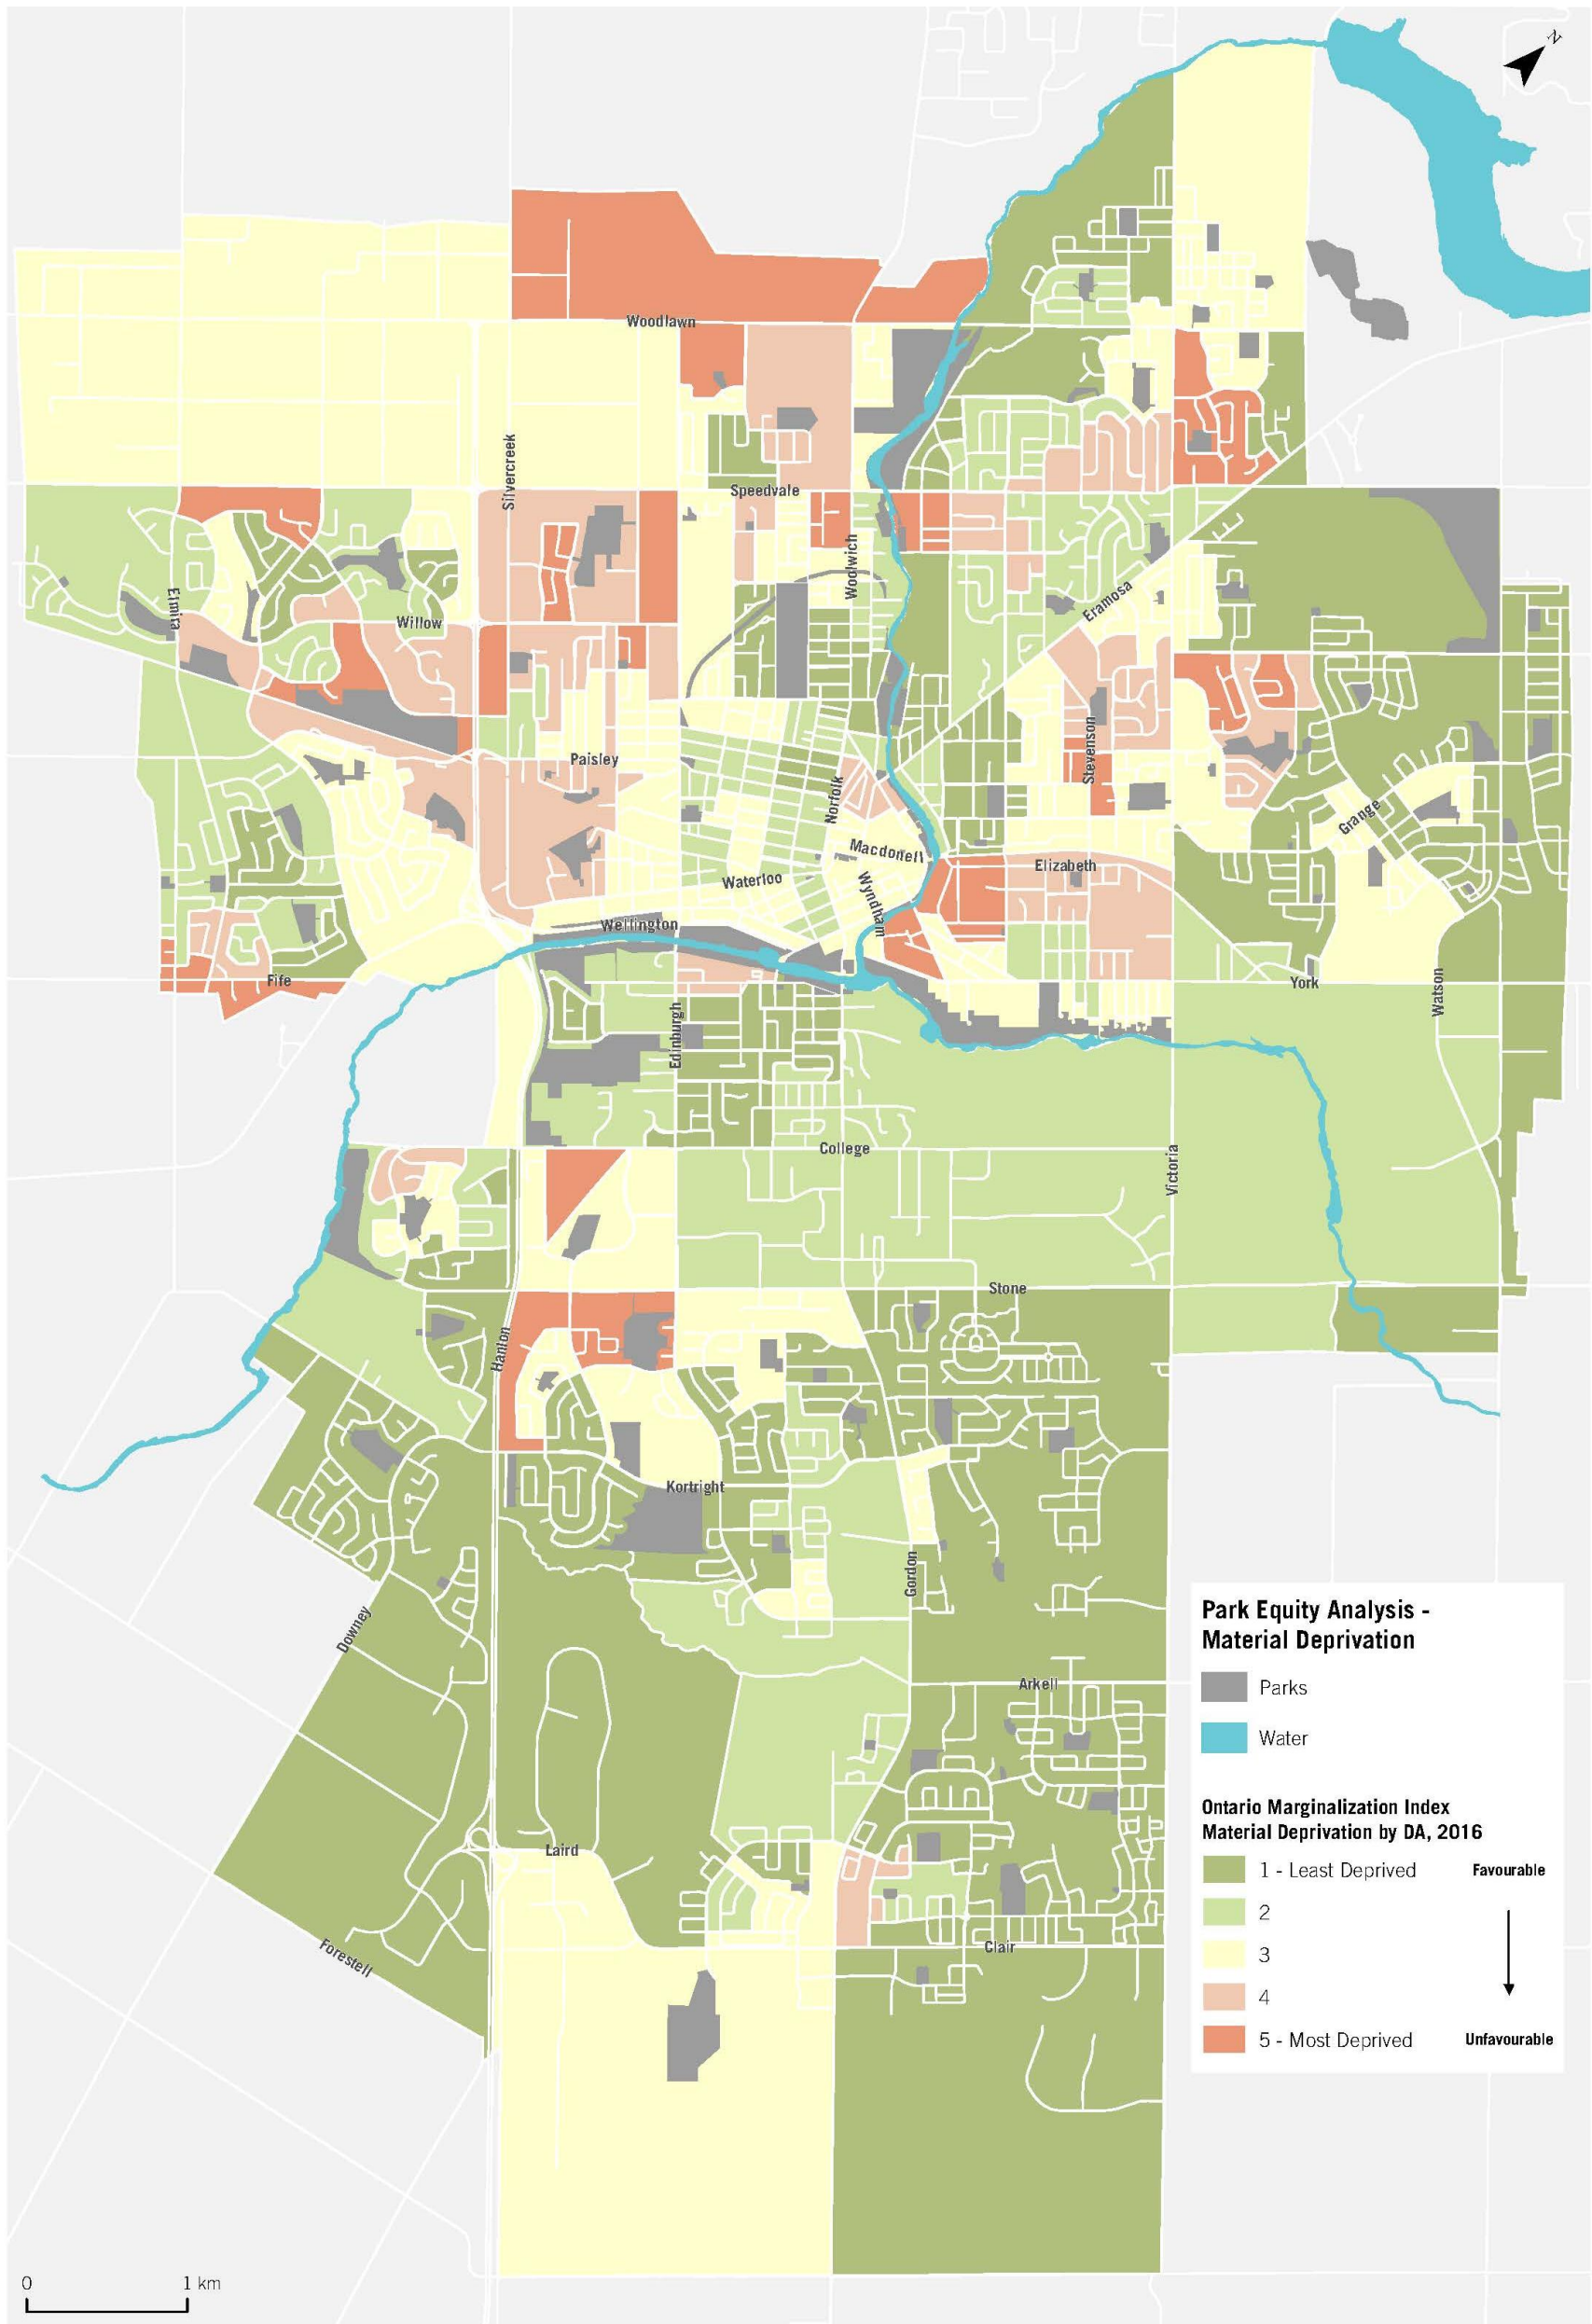 N
Woodlawn
Silvercreek
Speedvale
Woolwich
Elmira
Willow
Eramosa
Stevenson
Paisley
Norfolk
Grange
Macdonell
Elizabeth
Waterloo
Wyndham
Wellington
Fife
York
Watson
Edinburgh
College
Victoria
Stone
Hanlon
Kortright
Gordon
Downey
Arkell
Laird
Clair
Forestell
Park Equity Analysis -
Material Deprivation
Parks
Water
Ontario Marginalization Index
Material Deprivation by DA, 2016
1 - Least Deprived Favourable
2
3
4
5 - Most Deprived Unfavourable
0 1 km